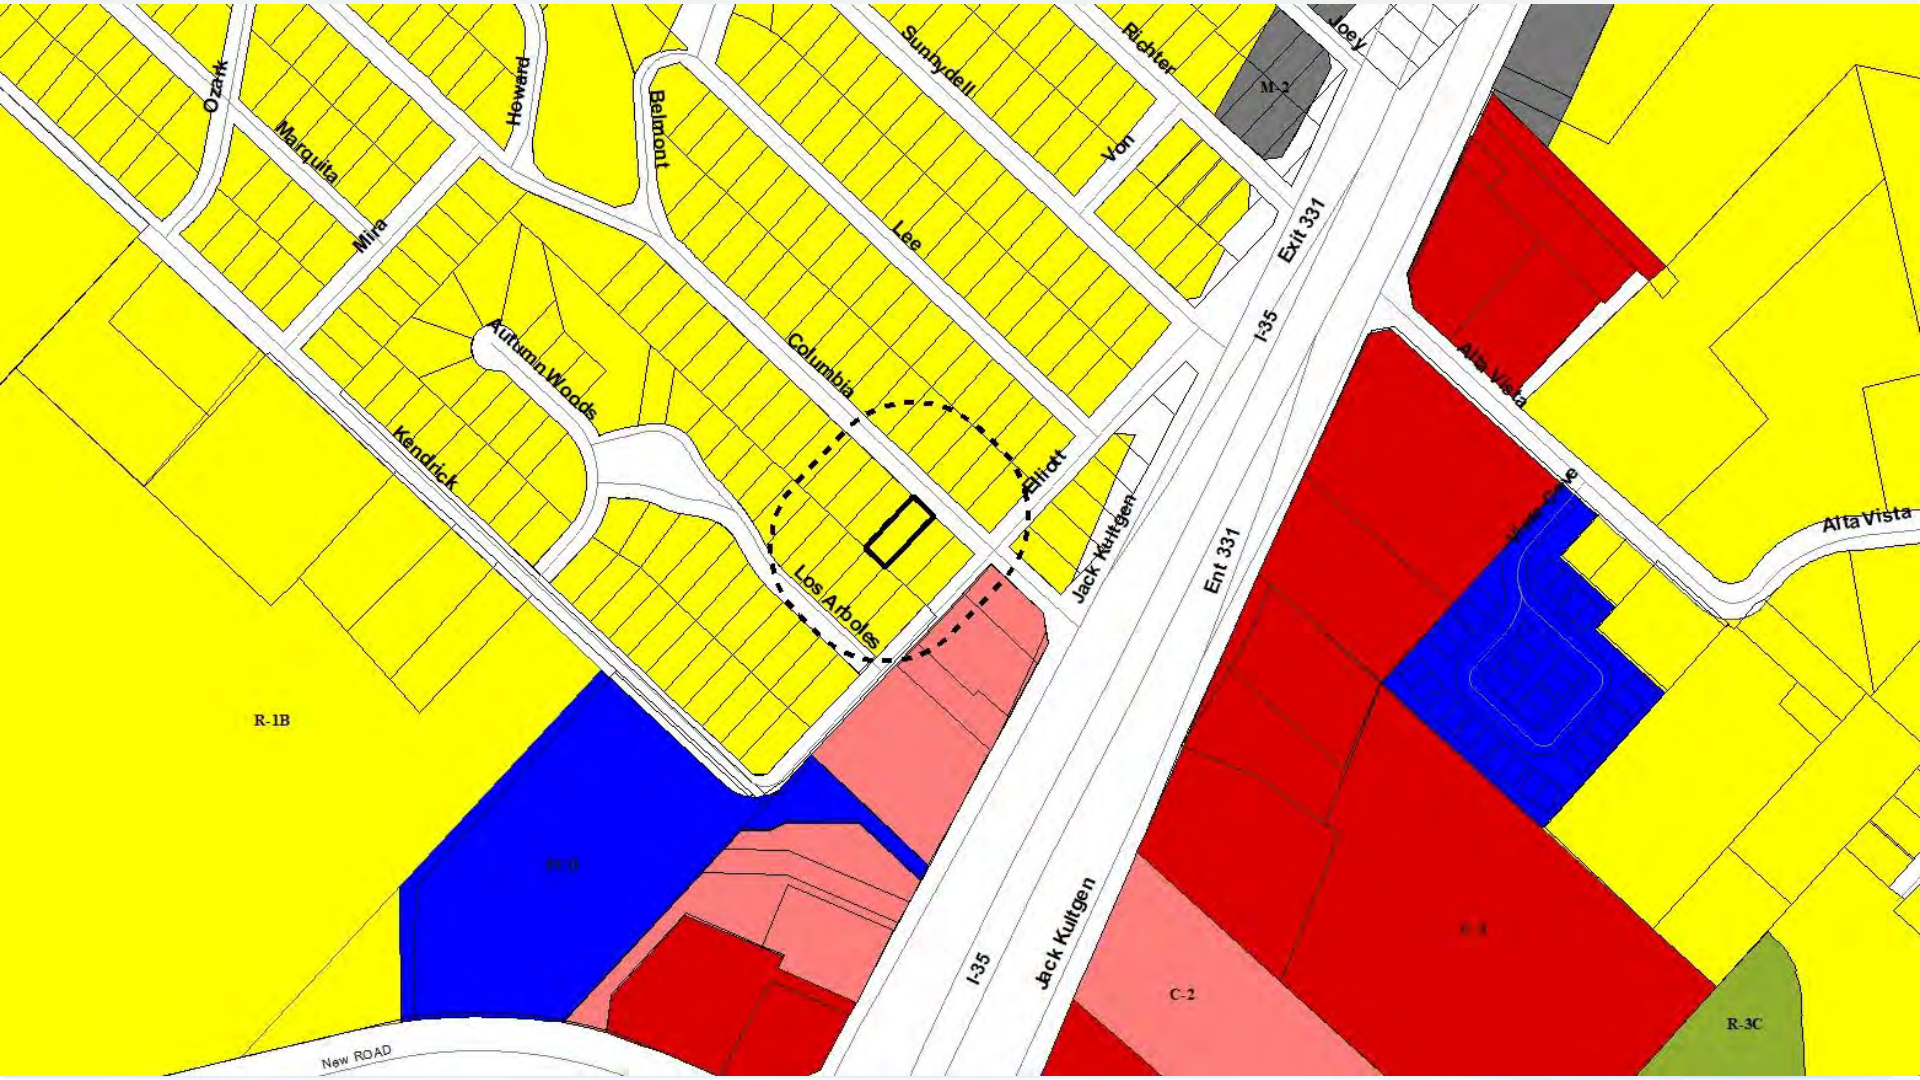 Joey
Richter
Sunnydell
Howard
Ozark
M-2
Belmont
Marquita
Von
Mira
Lee
Exit 331
I-35
Autumn Woods
Columbia
Alta Vista
Kendrick
Elliott
Alta Vista
Jack Kultgen
Ent 331
Los Arboles
R-1B
Jack Kultgen
I-35
C-2
R-3C
New ROAD